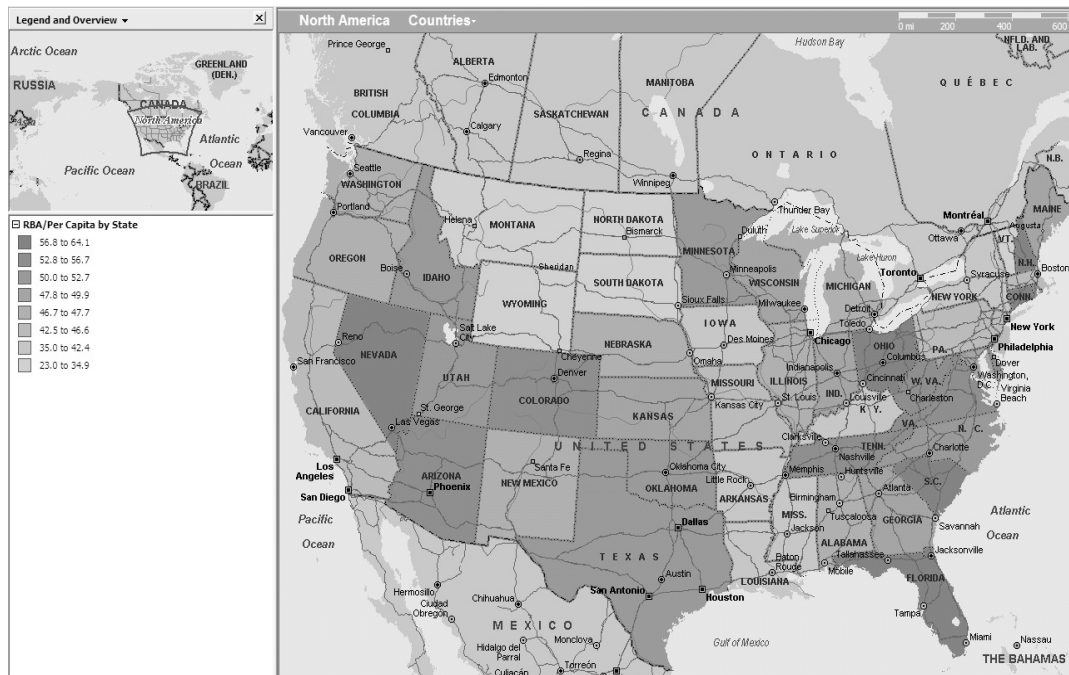 Legend and Overview
Arctic Ocean
GREENLAND
(DEN.)
RUSSIA
CANADA
North America
Asia
Atlantic
Ocean
Pacific Ocean
BRAZIL
RBA/Per Capita by State
56.8 to 64.1
52.8 to 56.7
50.0 to 52.7
47.8 to 49.9
46.7 to 47.7
42.5 to 46.6
35.0 to 42.4
23.0 to 34.9
North America Countries-
0 mi 200 400 600
Prince George
Hudson Bay
NFLD. AND
LAB.
ALBERTA
Edmonton
MANITOBA
QUÉBEC
BRITISH
COLUMBIA
SASKATCHEWAN
CANADA
Vancouver
Calgary
Regina
ONTARIO
N.B.
Seattle
WASHINGTON
Winnipeg
Portland
Helena
MONTANA
NORTH DAKOTA
Bismarck
Thunder Bay
Duluth
Lake Superior
Montréal
Ottawa
MAINE
Augusta
VT.
N.H.
OREGON
Boise
IDAHO
Sheridan
SOUTH DAKOTA
MINNESOTA
Minneapolis
WISCONSIN
Lake Huron
Toronto
Syracuse
Boston
WYOMING
Sioux Falls
Milwaukee
MICHIGAN
Detroit
NEW YORK
CONN.
Reno
Salt Lake
City
Cheyenne
NEBRASKA
IOWA
Des Moines
Omaha
Chicago
Toledo
New York
Philadelphia
San Francisco
NEVADA
UTAH
Denver
COLORADO
MISSOURI
Kansas City
ILLINOIS
Indianapolis
IND.
OHIO
Columbus
PA.
Dover
Washington,
D.C.
CALIFORNIA
St. George
Las Vegas
KANSAS
St. Louis
Cincinnati
Louisville
KY.
W. VA.
Charleston
Virginia
Beach
VA.
UNITED STATES
Clarksville
TENN.
Nashville
N. C.
Charlotte
Los
Angeles
San Diego
ARIZONA
Phoenix
Santa Fe
NEW MEXICO
Oklahoma City
OKLAHOMA
Little Rock
ARKANSAS
Memphis
Huntsville
Atlanta
S.C.
Pacific
Ocean
Dallas
TEXAS
MISS.
Jackson
Birmingham
Tuscaloosa
ALABAMA
GEORGIA
Savannah
Atlantic
Ocean
Austin
San Antonio
Houston
Baton
Rouge
LOUISIANA
Mobile
Tallahassee
Jacksonville
FLORIDA
Hermosillo
Ciudad
Obregón
Chihuahua
MEXICO
Hidalgo del
Parral
Monclova
Culiacán
Torreón
Gulf of Mexico
Tampa
Miami
Nassau
THE BAHAMAS